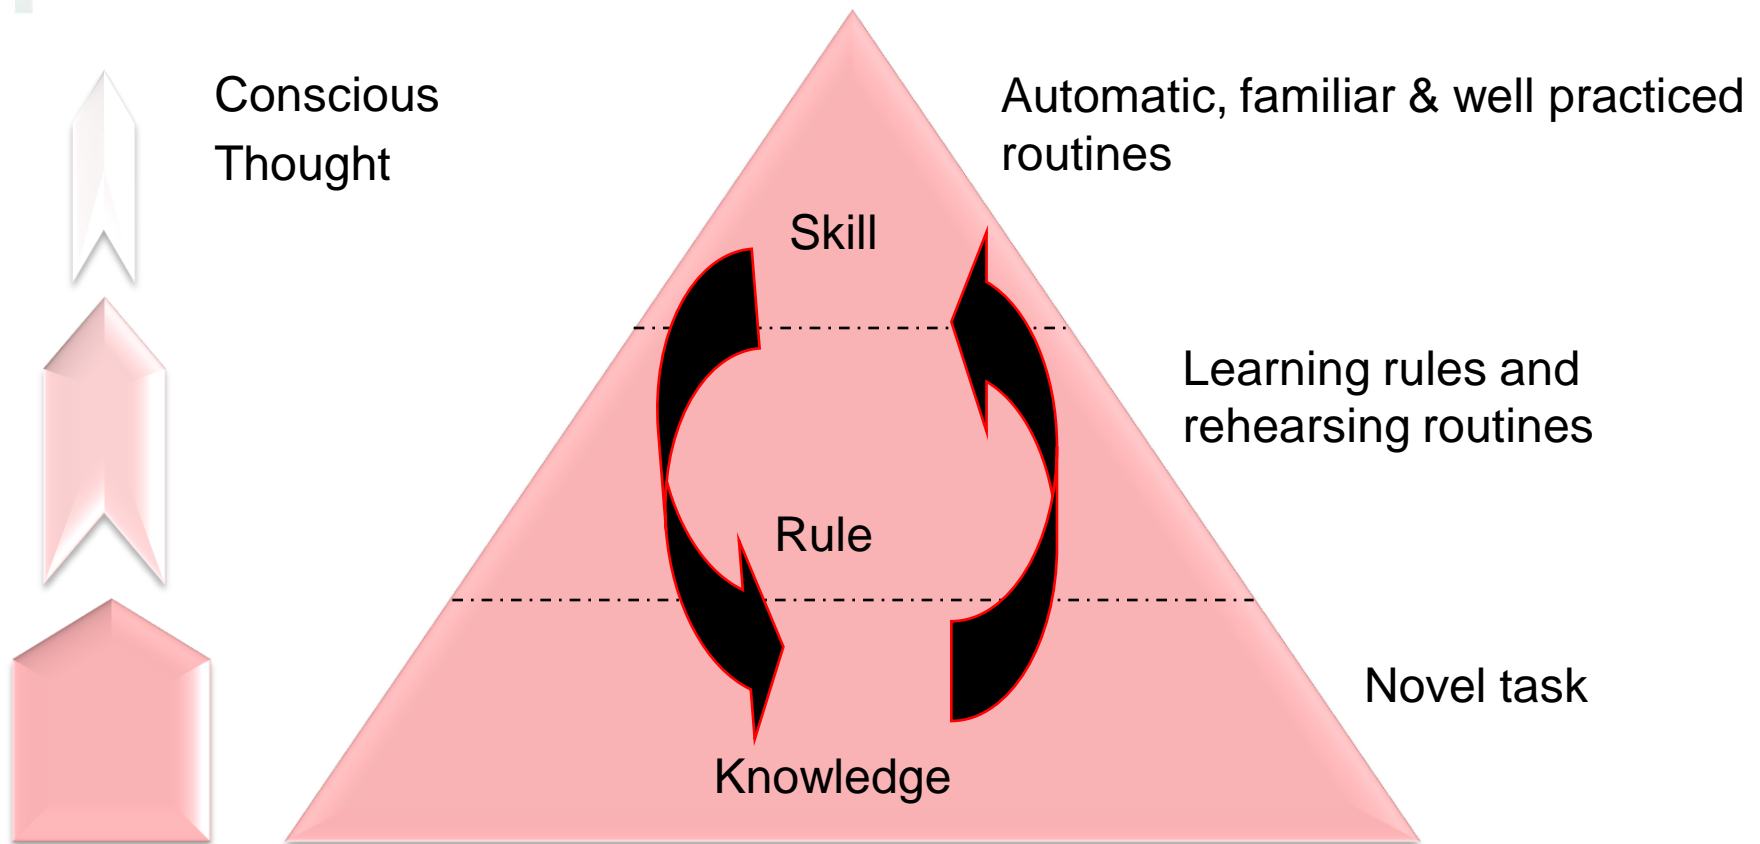 Conscious
Thought
Automatic, familiar & well practiced
routines
Skill
Learning rules and
rehearsing routines
Rule
Novel task
Knowledge